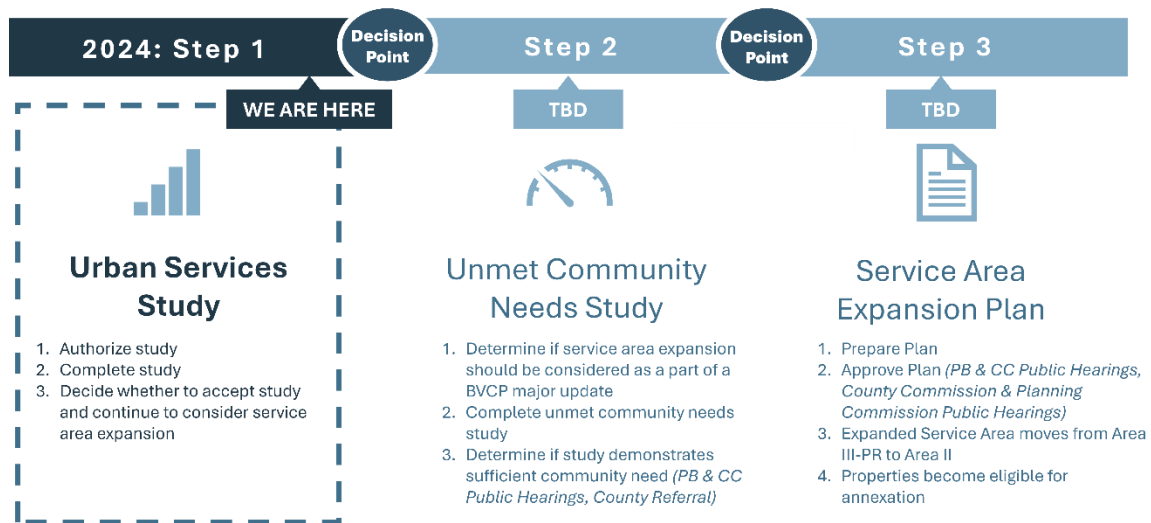 2024: Step 1
Decision
Point
Step 2
Decision
Point
Step 3
WE ARE HERE
TBD
TBD
Urban Services
Study
1. Authorize study
2. Complete study
3. Decide whether to accept study
and continue to consider service
area expansion
Unmet Community
Needs Study
1. Determine if service area expansion
should be considered as a part of a
BVCP major update
2. Complete unmet community needs
study
3. Determine if study demonstrates
sufficient community need (PB & CC
Public Hearings, County Referral)
Service Area
Expansion Plan
1. Prepare Plan
2. Approve Plan (PB & CC Public Hearings,
County Commission & Planning
Commission Public Hearings)
3. Expanded Service Area moves from Area
III-PR to Area II
4. Properties become eligible for
annexation